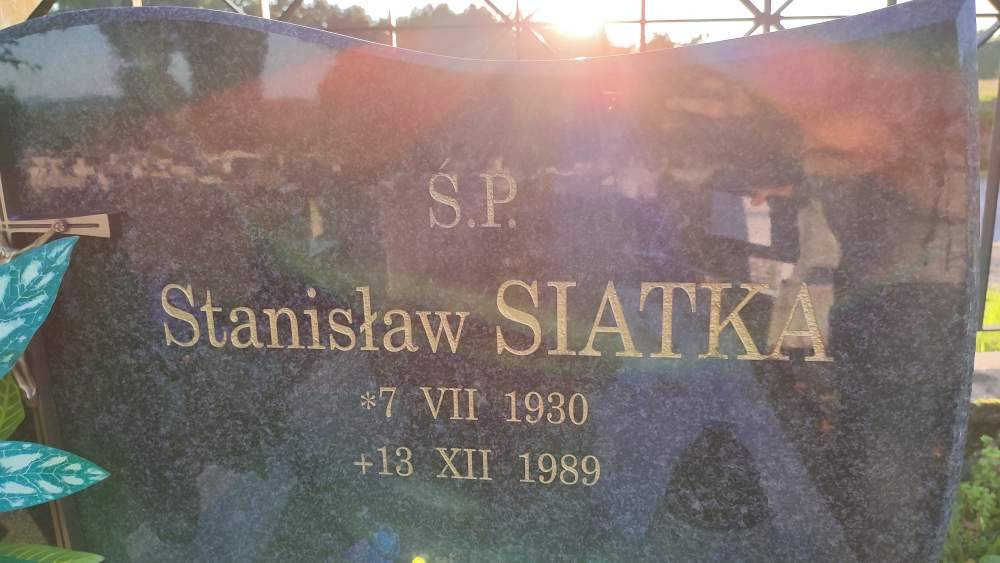 Ś.P.
Stanisław SIATKA
*7 VII 1930
+13 XII 1989